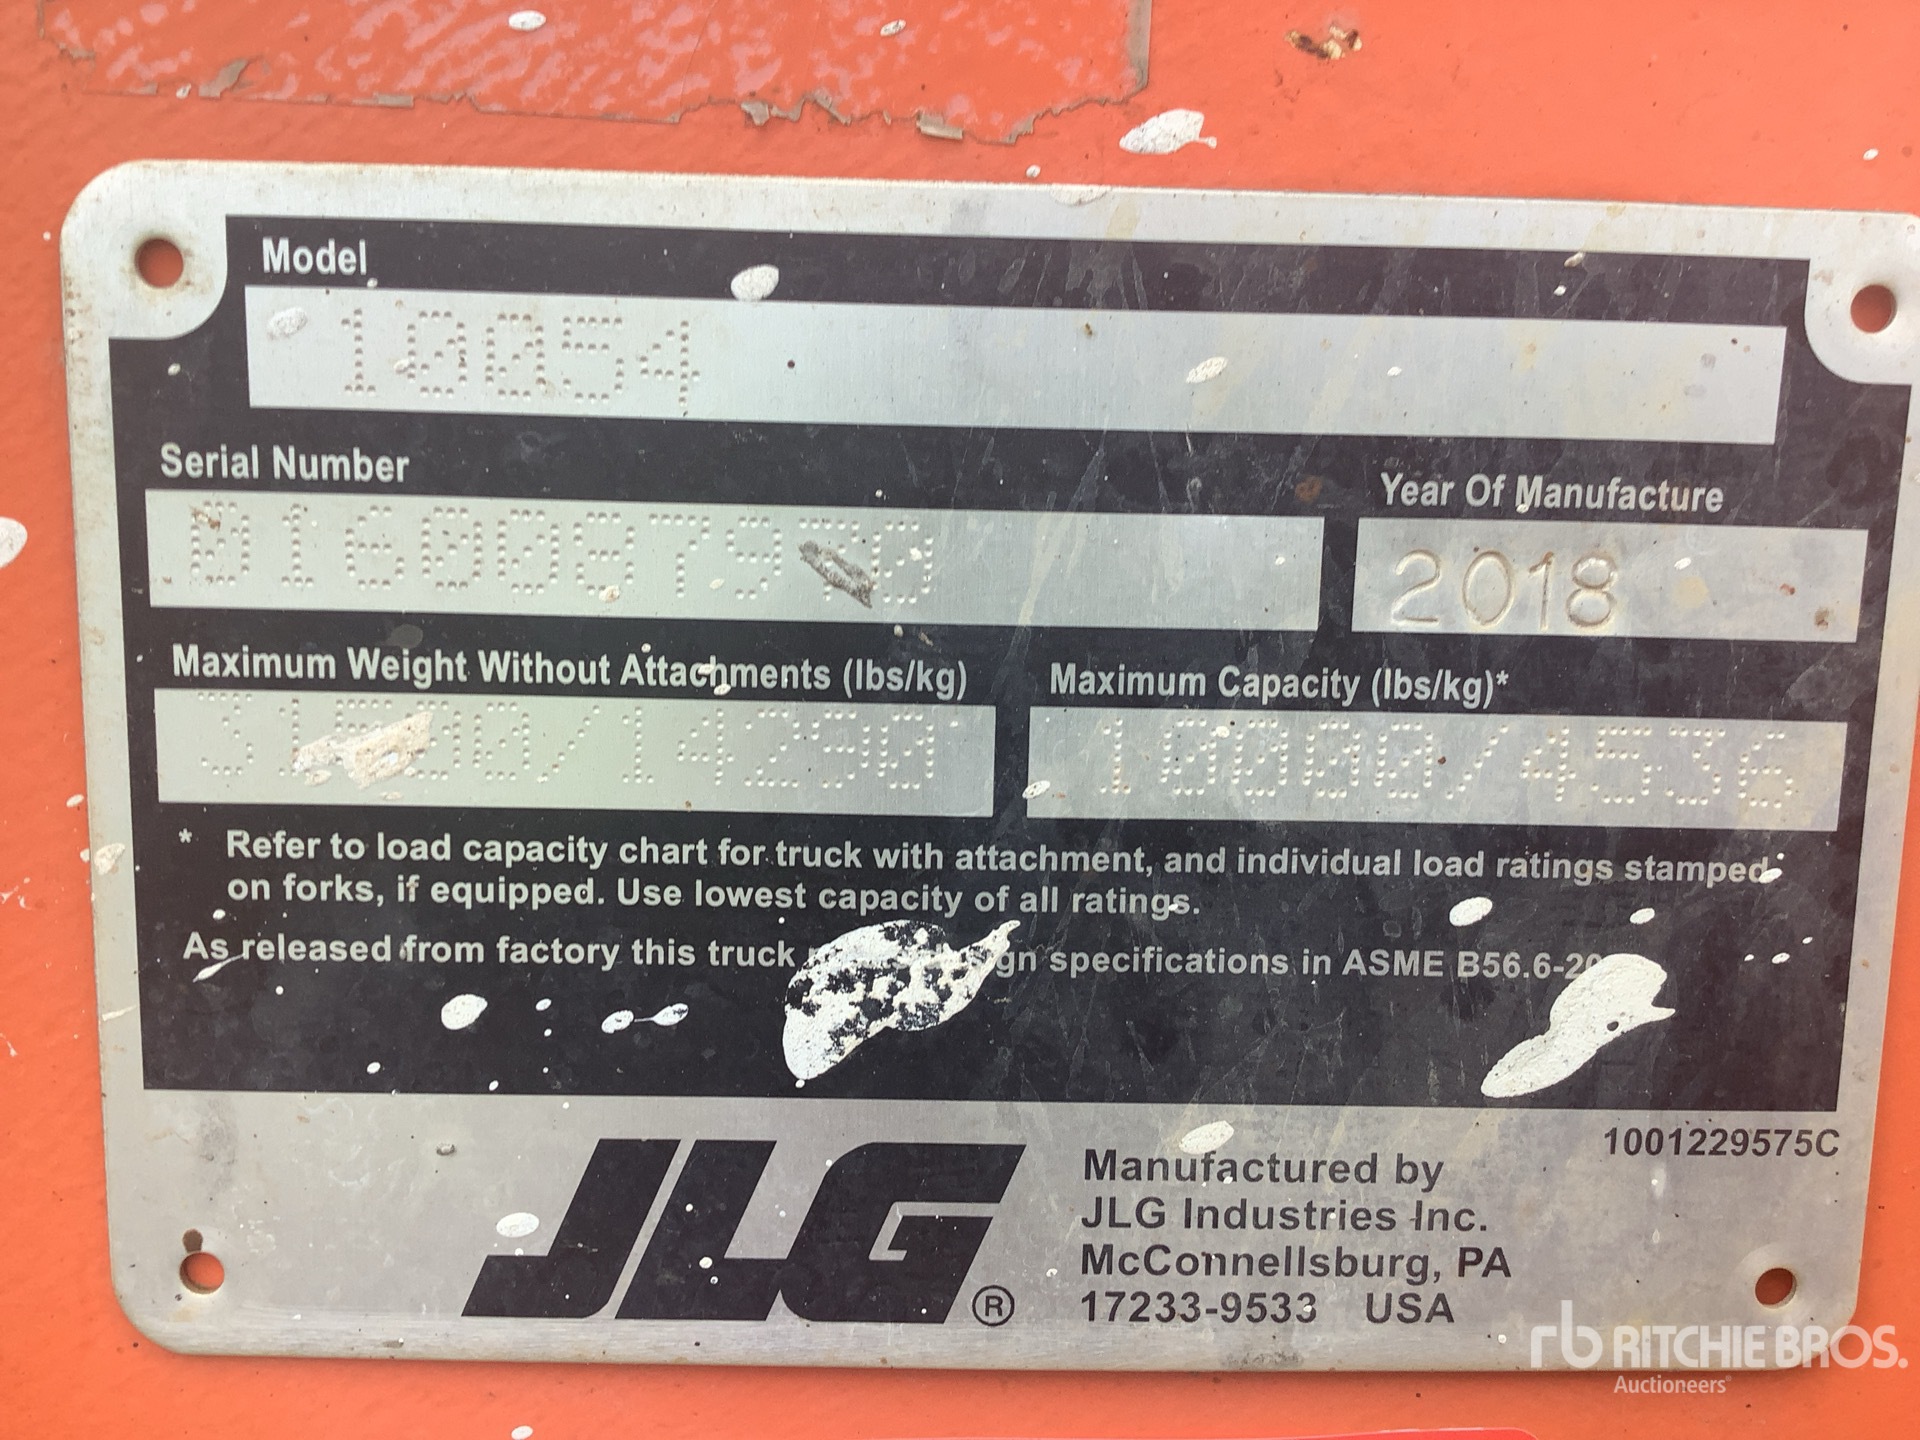 Model
10054
Serial Number
Year Of Manufacture
2018
Maximum Weight Without Attachments (lbs/kg)
Maximum Capacity (lbs/kg)*
31500/14290
10000/4536
* Refer to load capacity chart for truck with attachment, and individual load ratings stamped
on forks, if equipped. Use lowest capacity of all ratings.
As released from factory this truck specifications in ASME B56.6-
1001229575C
JLG®
Manufactured by
JLG Industries Inc.
McConnellsburg, PA
17233-9533 USA
rb RITCHIE BROS.
Auctioneers